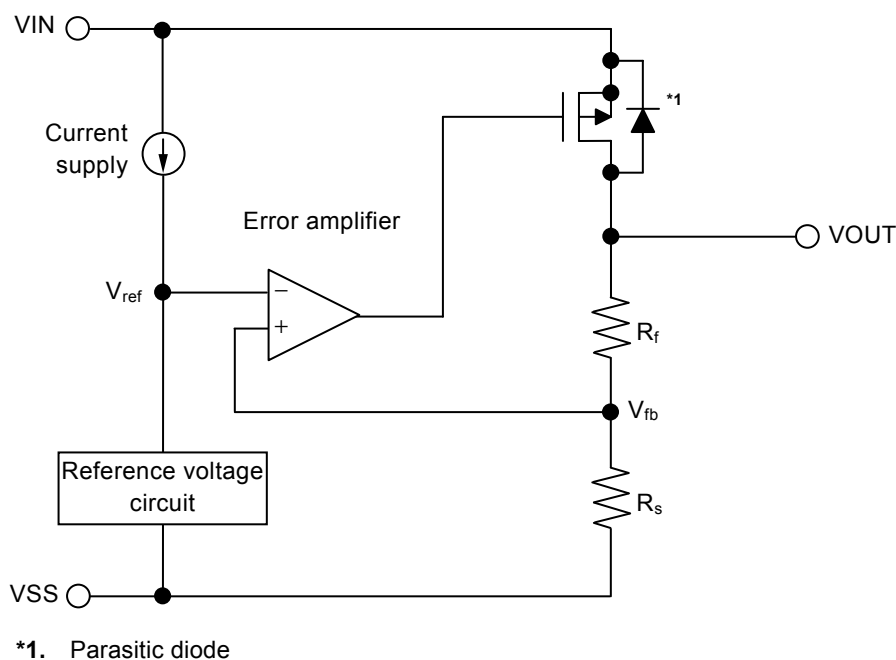 VIN
*1
Current
supply
Error amplifier
VOUT
Vref
−
+
Rf
Vfb
Reference voltage
circuit
Rs
VSS
*1. Parasitic diode